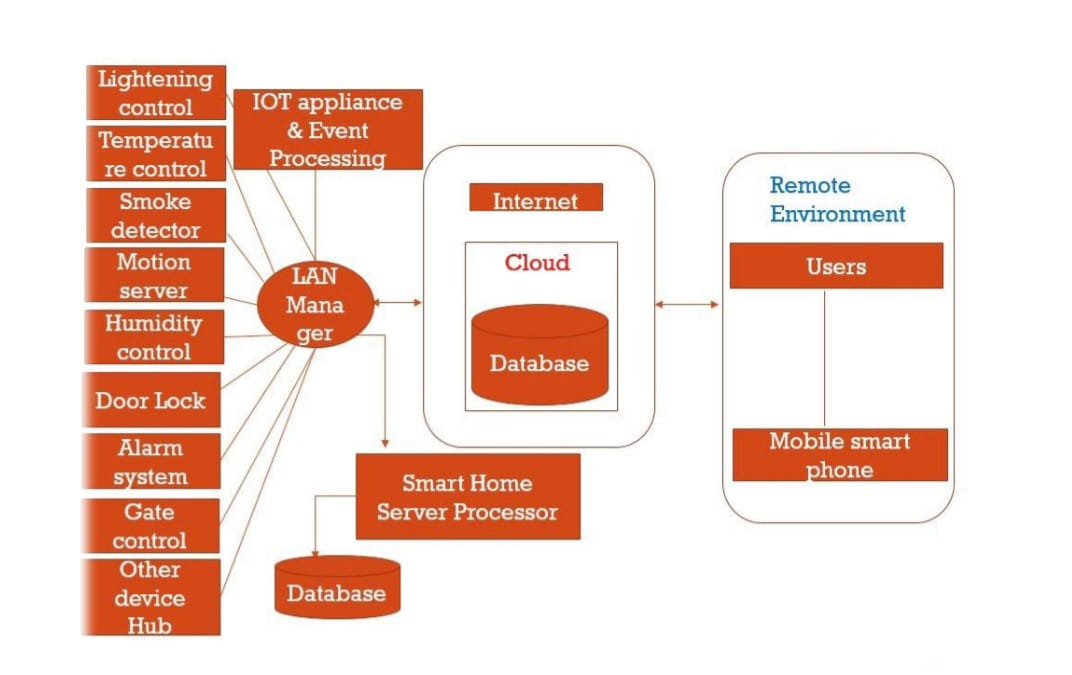 Lightening
control
Temperatu
re control
Smoke
detector
Motion
server
Humidity
control
Door Lock
Alarm
system
Gate
control
Other
device
Hub
IOT appliance
& Event
Processing
LAN
Mana
ger
Internet
Cloud
Database
Smart Home
Server Processor
Database
Remote
Environment
Users
Mobile smart
phone